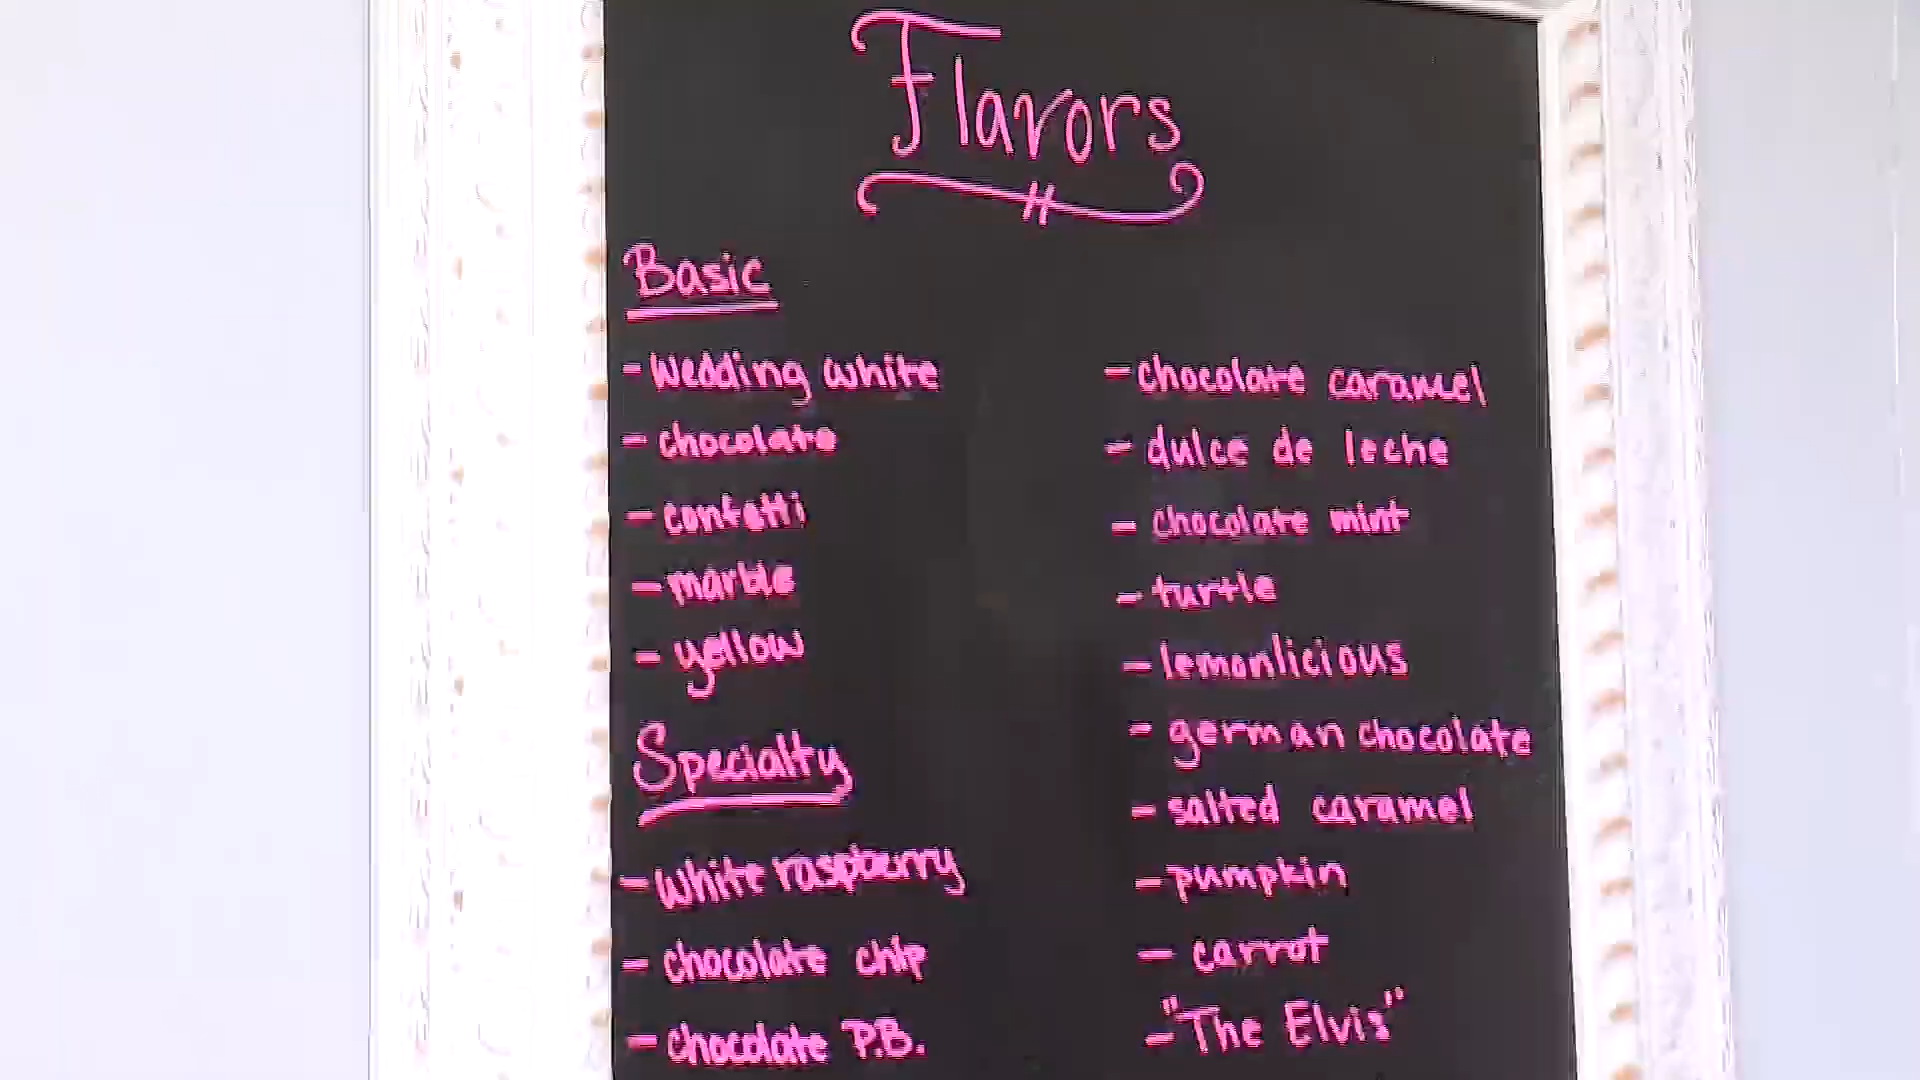 Flavors
Basic
- wedding white
- chocolate
- confetti
- marble
- yellow
Specialty
- white raspberry
- chocolate chip
- chocolate P.B.
- chocolate caramel
- dulce de leche
- chocolate mint
- turtle
- lemonlicious
- german chocolate
- salted caramel
- pumpkin
- carrot
- "The Elvis"